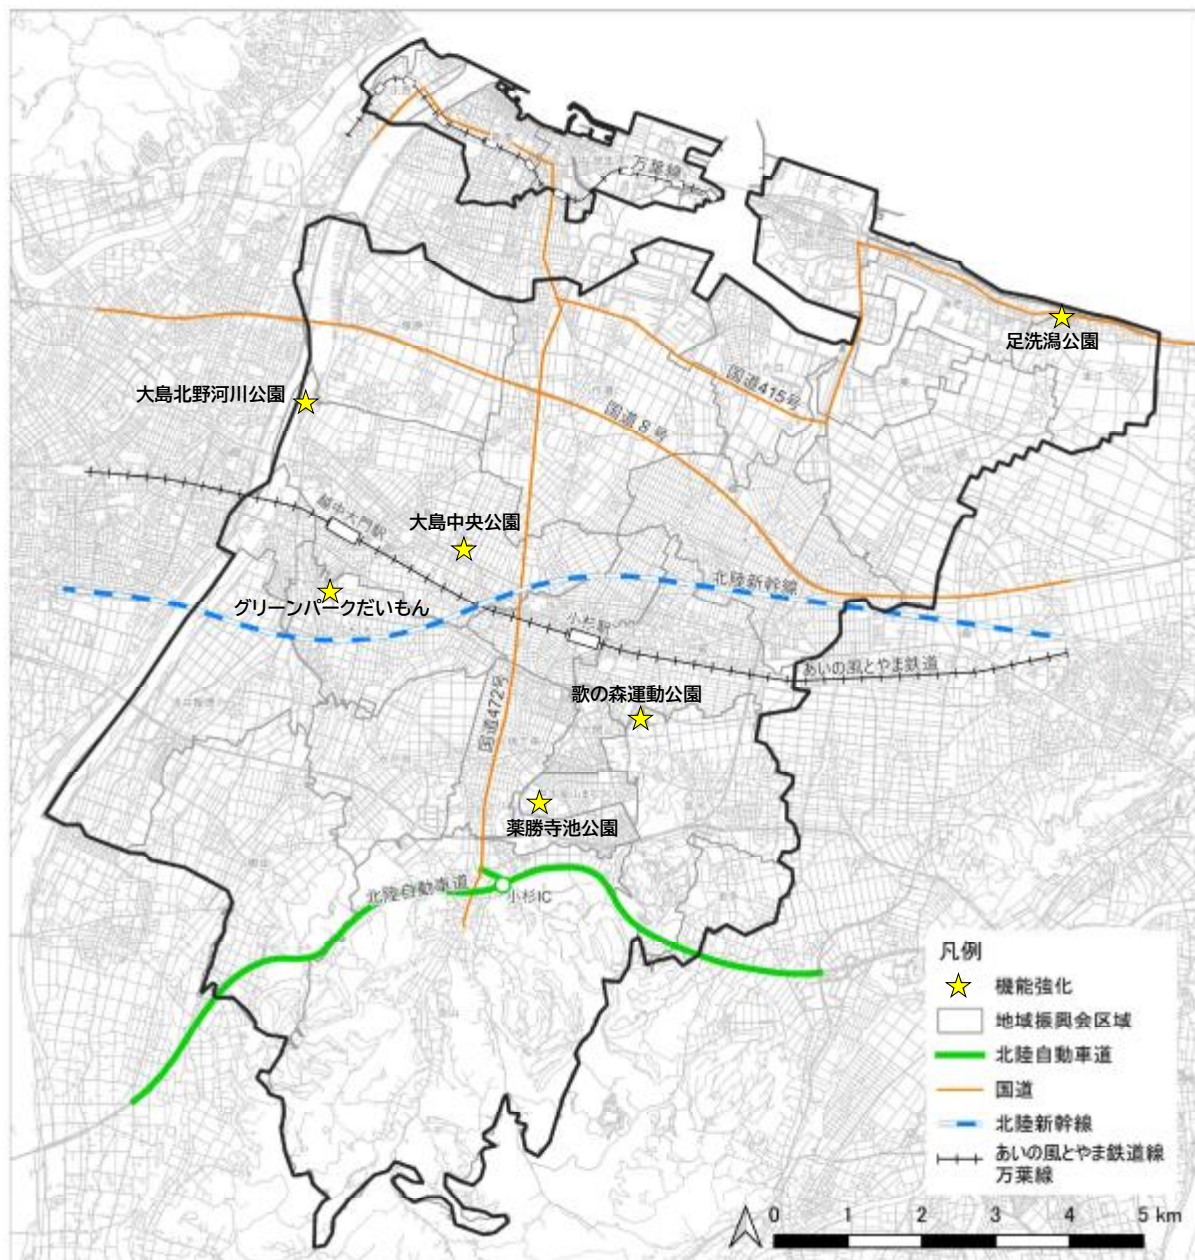 万葉線
足洗潟公園
国道415号
大島北野河川公園
国道8号
越中大門駅
大島中央公園
北陸新幹線
グリーンパークだいもん
小杉駅
あいの風とやま鉄道
歌の森運動公園
国道472号
薬勝寺池公園
北陸自動車道
小杉IC
凡例
機能強化
地域振興会区域
北陸自動車道
国道
北陸新幹線
あいの風とやま鉄道線
万葉線
0 1 2 3 4 5 km